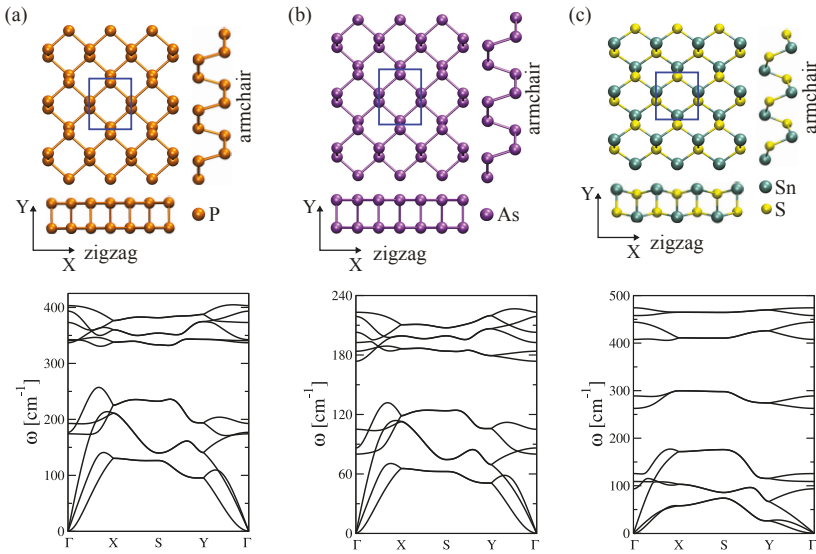 (a)
armchair
Y
X
zigzag
P
(b)
armchair
Y
X
zigzag
As
(c)
armchair
Y
X
zigzag
Sn
S
ω [cm⁻¹]
400
300
200
100
0
Γ X S Y Γ
ω [cm⁻¹]
240
180
120
60
0
Γ X S Y Γ
ω [cm⁻¹]
500
400
300
200
100
0
Γ X S Y Γ